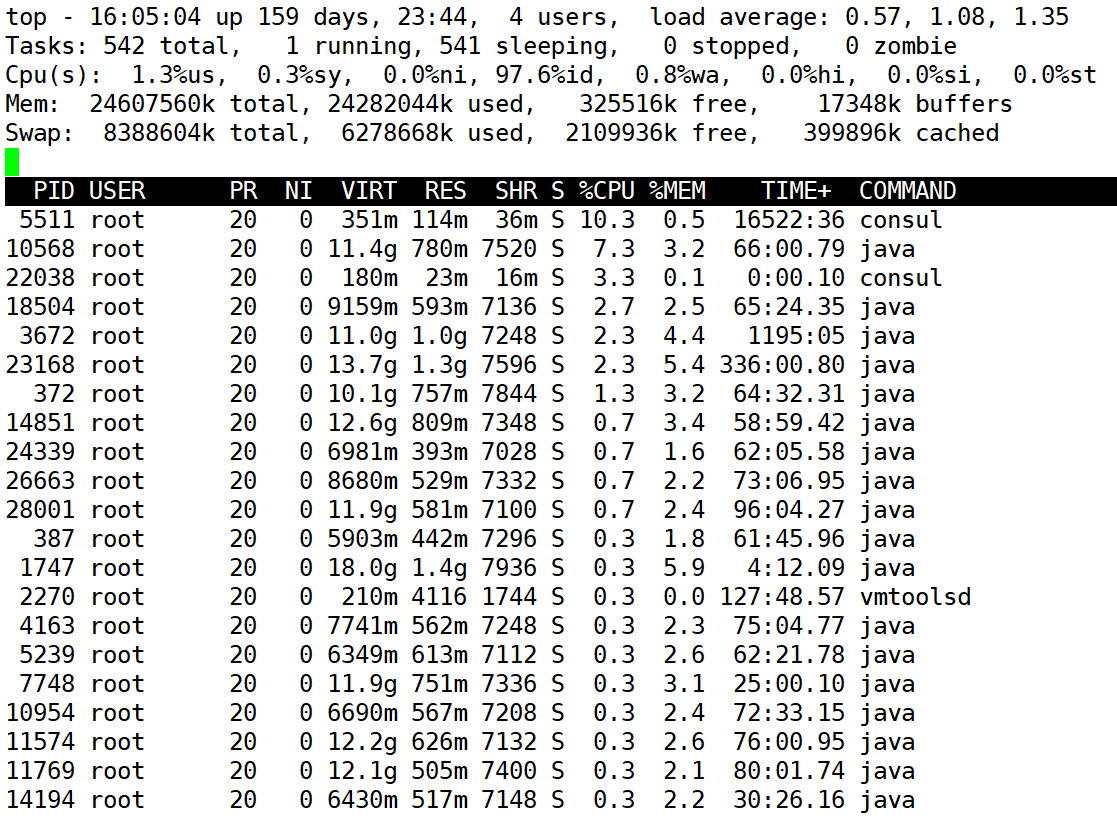 top - 16:05:04 up 159 days, 23:44,  4 users,  load average: 0.57, 1.08, 1.35
Tasks: 542 total,   1 running, 541 sleeping,   0 stopped,   0 zombie
Cpu(s):  1.3%us,  0.3%sy,  0.0%ni, 97.6%id,  0.8%wa,  0.0%hi,  0.0%si,  0.0%st
Mem:  24607560k total, 24282044k used,   325516k free,    17348k buffers
Swap:  8388604k total,  6278668k used,  2109936k free,   399896k cached
  PID USER      PR  NI  VIRT  RES  SHR S %CPU %MEM    TIME+  COMMAND
 5511 root      20   0  351m 114m  36m S 10.3  0.5  16522:36 consul
10568 root      20   0 11.4g 780m 7520 S  7.3  3.2  66:00.79 java
22038 root      20   0  180m  23m  16m S  3.3  0.1   0:00.10 consul
18504 root      20   0 9159m 593m 7136 S  2.7  2.5  65:24.35 java
 3672 root      20   0 11.0g 1.0g 7248 S  2.3  4.4   1195:05 java
23168 root      20   0 13.7g 1.3g 7596 S  2.3  5.4 336:00.80 java
  372 root      20   0 10.1g 757m 7844 S  1.3  3.2  64:32.31 java
14851 root      20   0 12.6g 809m 7348 S  0.7  3.4  58:59.42 java
24339 root      20   0 6981m 393m 7028 S  0.7  1.6  62:05.58 java
26663 root      20   0 8680m 529m 7332 S  0.7  2.2  73:06.95 java
28001 root      20   0 11.9g 581m 7100 S  0.7  2.4  96:04.27 java
  387 root      20   0 5903m 442m 7296 S  0.3  1.8  61:45.96 java
 1747 root      20   0 18.0g 1.4g 7936 S  0.3  5.9   4:12.09 java
 2270 root      20   0  210m 4116 1744 S  0.3  0.0 127:48.57 vmtoolsd
 4163 root      20   0 7741m 562m 7248 S  0.3  2.3  75:04.77 java
 5239 root      20   0 6349m 613m 7112 S  0.3  2.6  62:21.78 java
 7748 root      20   0 11.9g 751m 7336 S  0.3  3.1  25:00.10 java
10954 root      20   0 6690m 567m 7208 S  0.3  2.4  72:33.15 java
11574 root      20   0 12.2g 626m 7132 S  0.3  2.6  76:00.95 java
11769 root      20   0 12.1g 505m 7400 S  0.3  2.1  80:01.74 java
14194 root      20   0 6430m 517m 7148 S  0.3  2.2  30:26.16 java